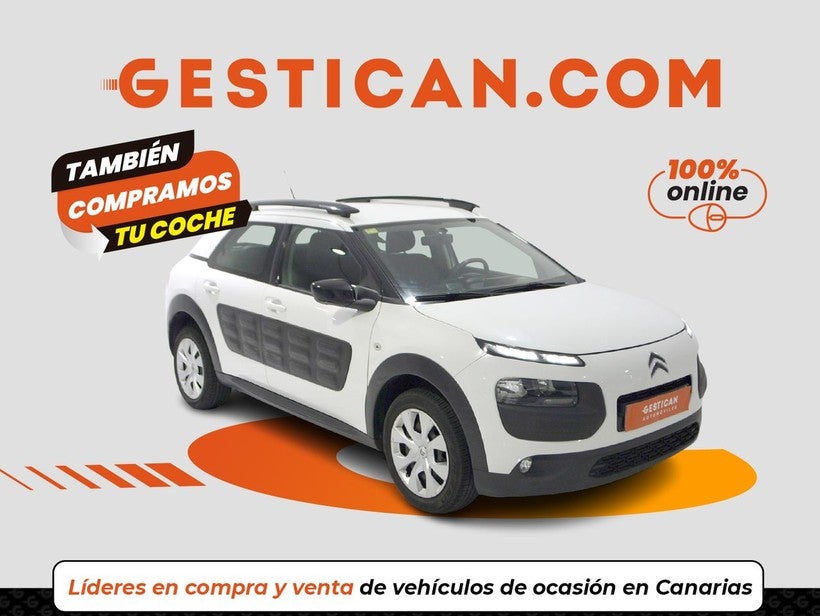 GESTICAN.COM
TAMBIÉN
COMPRAMOS
TU COCHE
100%
online
GESTICAN
AUTOMÓVILES
Líderes en compra y venta de vehículos de ocasión en Canarias